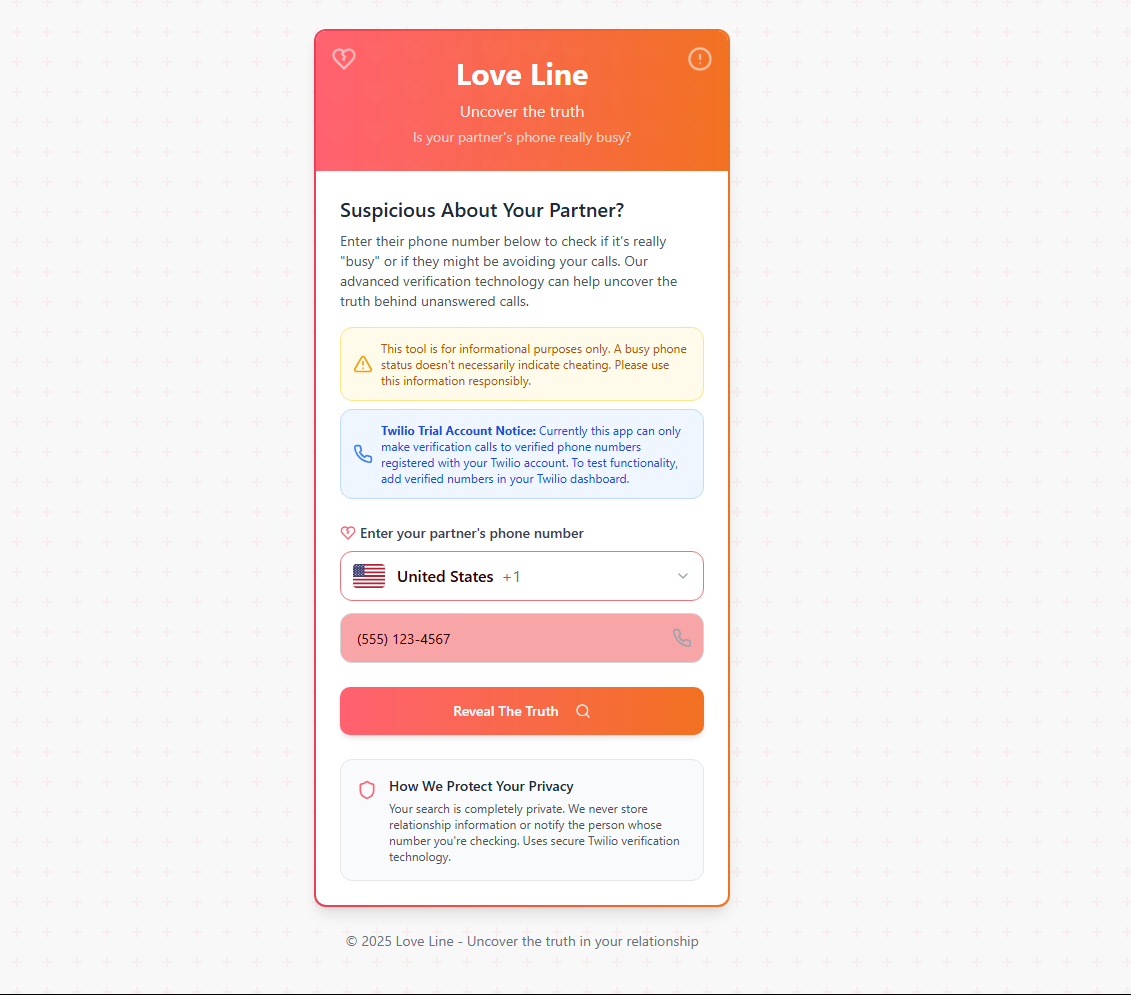 Love Line
Uncover the truth
Is your partner's phone really busy?
Suspicious About Your Partner?
Enter their phone number below to check if it's really
"busy" or if they might be avoiding your calls. Our
advanced verification technology can help uncover the
truth behind unanswered calls.
This tool is for informational purposes only. A busy phone
status doesn't necessarily indicate cheating. Please use
this information responsibly.
Twilio Trial Account Notice: Currently this app can only
make verification calls to verified phone numbers
registered with your Twilio account. To test functionality,
add verified numbers in your Twilio dashboard.
Enter your partner's phone number
United States +1
(555) 123-4567
Reveal The Truth
How We Protect Your Privacy
Your search is completely private. We never store
relationship information or notify the person whose
number you're checking. Uses secure Twilio verification
technology.
© 2025 Love Line - Uncover the truth in your relationship